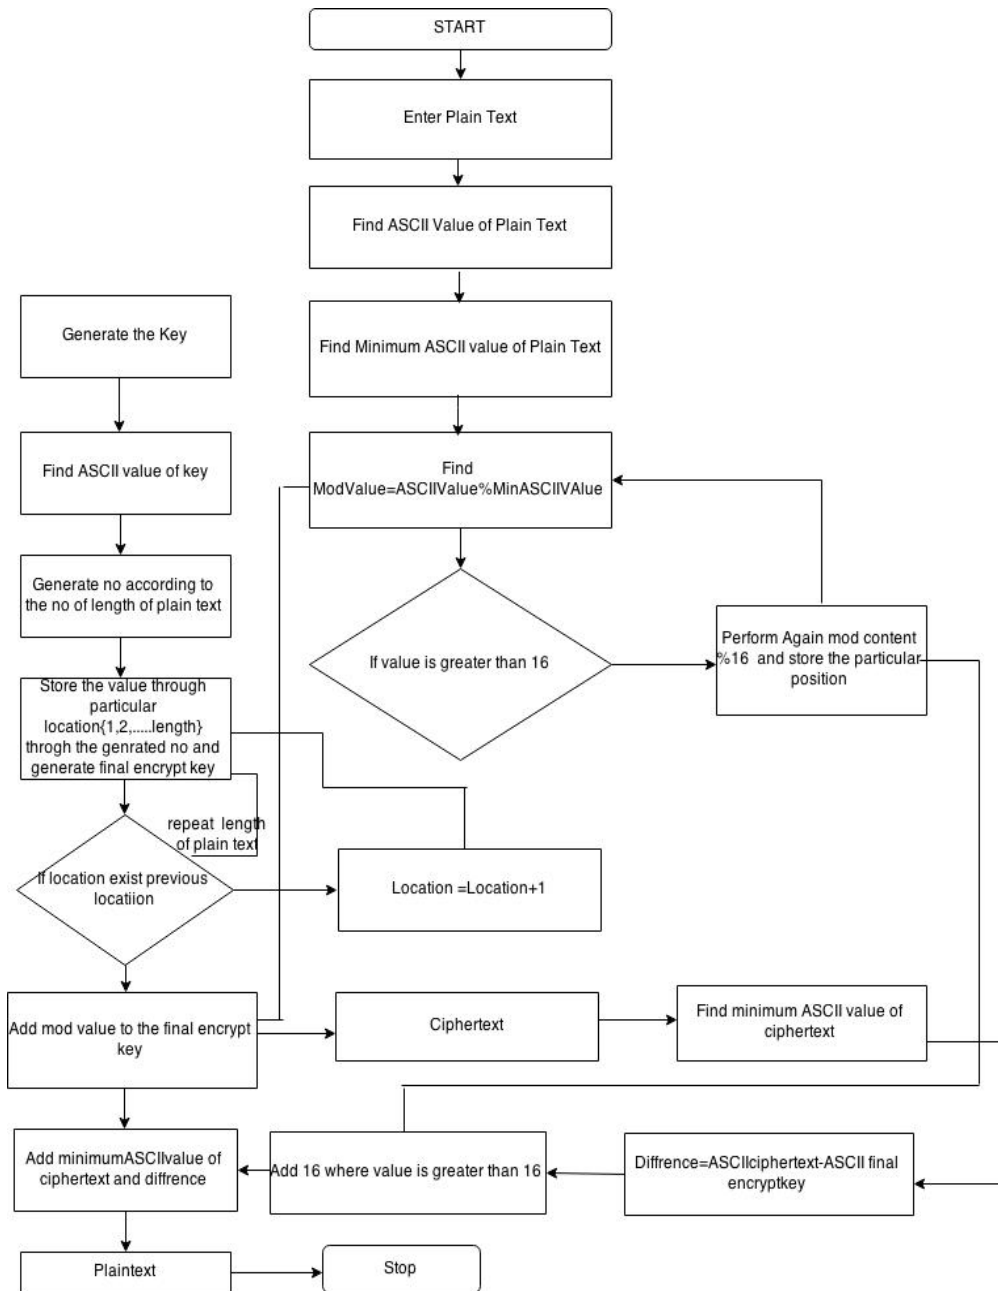 START
Enter Plain Text
Find ASCII Value of Plain Text
Find Minimum ASCII value of Plain Text
Generate the Key
Find
ModValue=ASCIIValue%MinASCIIVAlue
Find ASCII value of key
Generate no according to
the no of length of plain text
If value is greater than 16
Perform Again mod content
%16 and store the particular
position
Store the value through
particular
location{1,2,.....length}
throgh the genrated no and
generate final encrypt key
repeat length
of plain text
If location exist previous
locatiion
Location =Location+1
Add mod value to the final encrypt
key
Ciphertext
Find minimum ASCII value of
ciphertext
Add minimumASCIIvalue of
ciphertext and diffrence
Add 16 where value is greater than 16
Diffrence=ASCIIciphertext-ASCII final
encryptkey
Plaintext
Stop